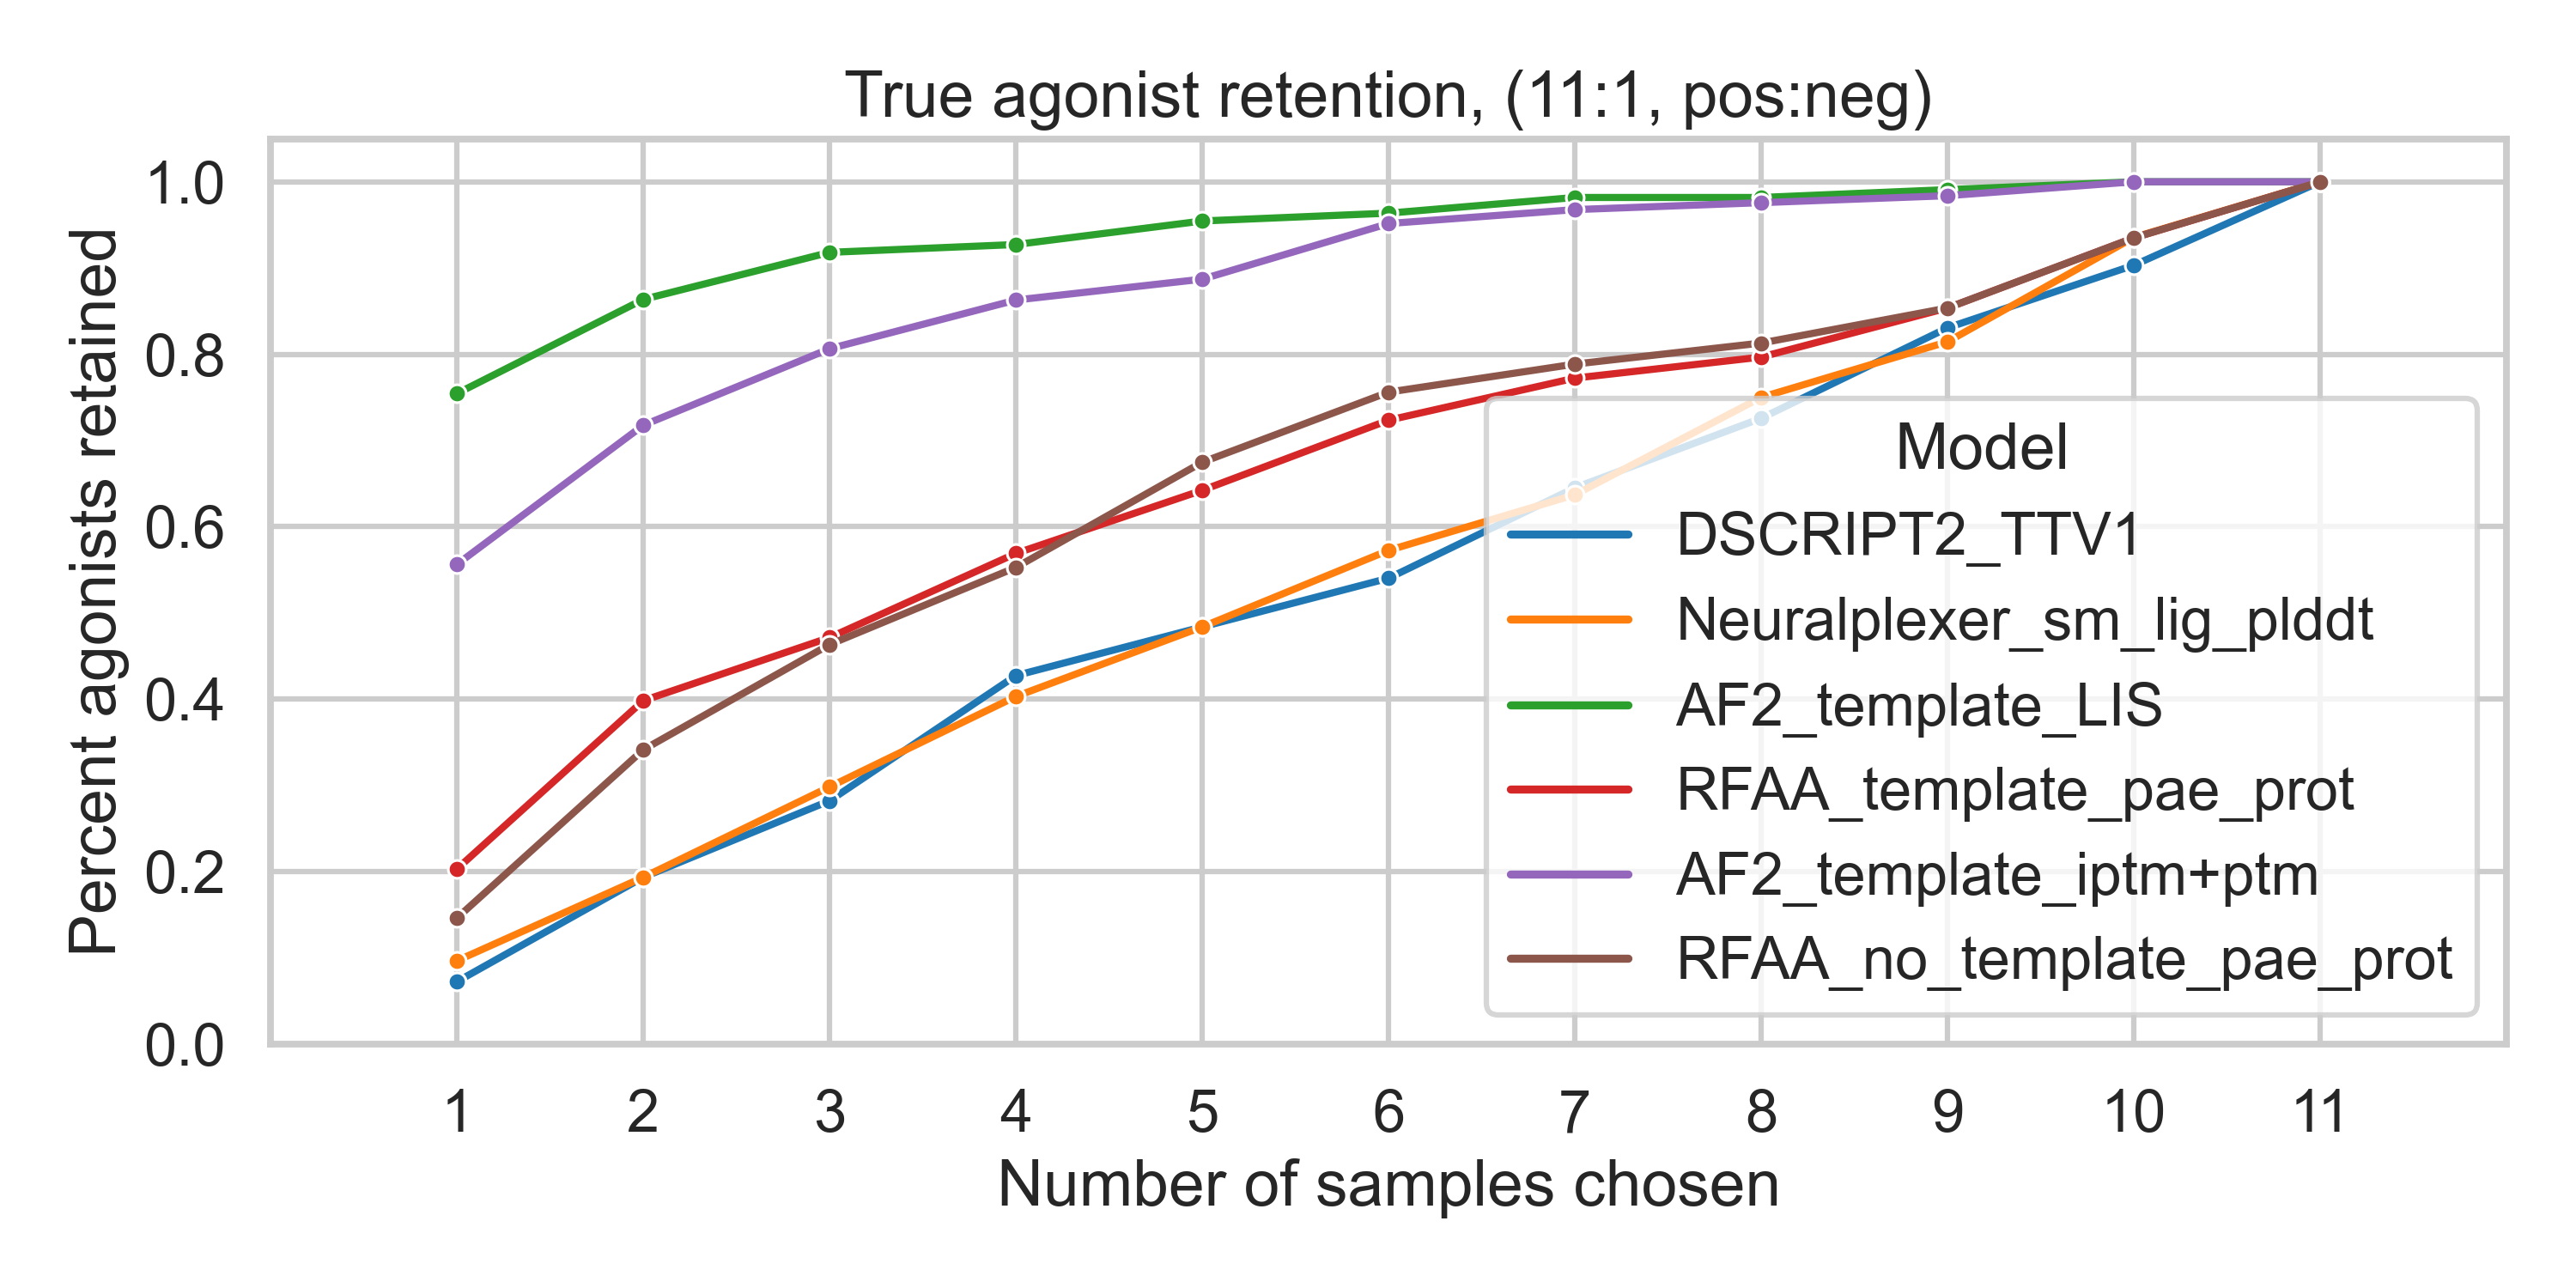 True agonist retention, (11:1, pos:neg)
Percent agonists retained
1.0
0.8
0.6
0.4
0.2
0.0
Model
DSCRIPT2_TTV1
Neuralplexer_sm_lig_plddt
AF2_template_LIS
RFAA_template_pae_prot
AF2_template_iptm+ptm
RFAA_no_template_pae_prot
1 2 3 4 5 6 7 8 9 10 11
Number of samples chosen